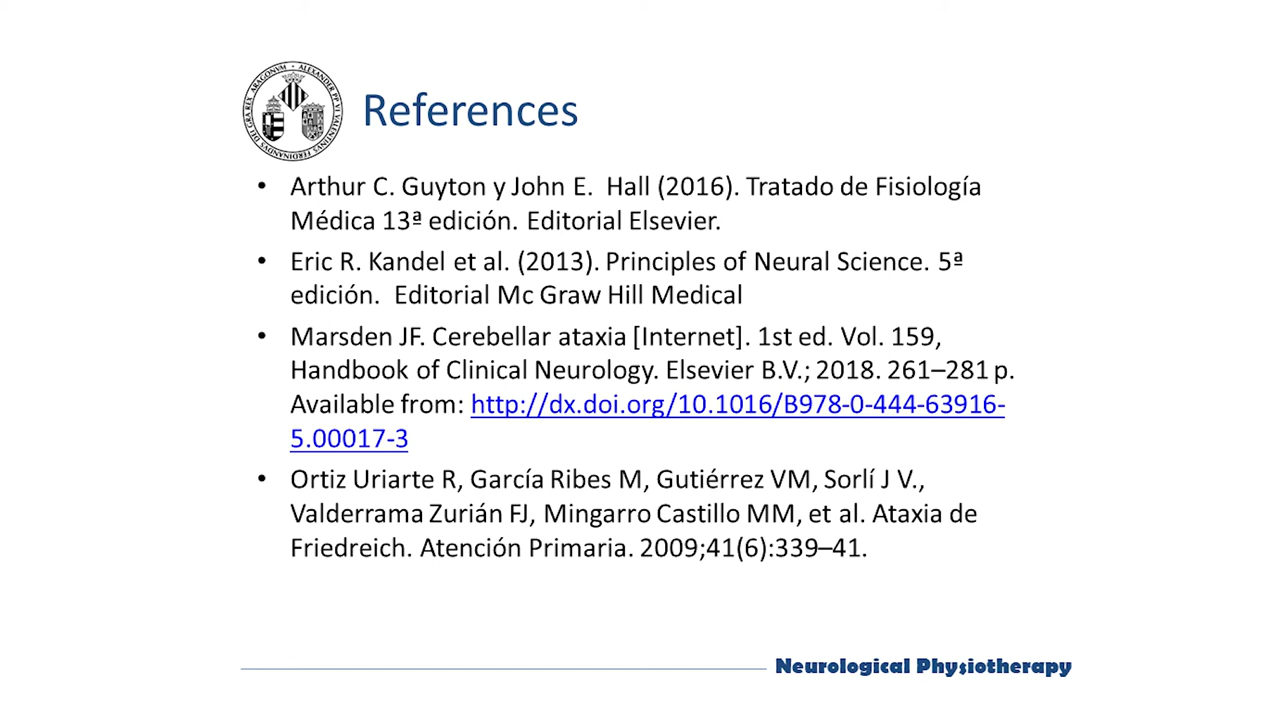 References
• Arthur C. Guyton y John E. Hall (2016). Tratado de Fisiología
Médica 13ª edición. Editorial Elsevier.
• Eric R. Kandel et al. (2013). Principles of Neural Science. 5ª
edición. Editorial Mc Graw Hill Medical
• Marsden JF. Cerebellar ataxia [Internet]. 1st ed. Vol. 159,
Handbook of Clinical Neurology. Elsevier B.V.; 2018. 261–281 p.
Available from: http://dx.doi.org/10.1016/B978-0-444-63916-
5.00017-3
• Ortiz Uriarte R, García Ribes M, Gutiérrez VM, Sorlí J V.,
Valderrama Zurián FJ, Mingarro Castillo MM, et al. Ataxia de
Friedreich. Atención Primaria. 2009;41(6):339–41.
Neurological Physiotherapy